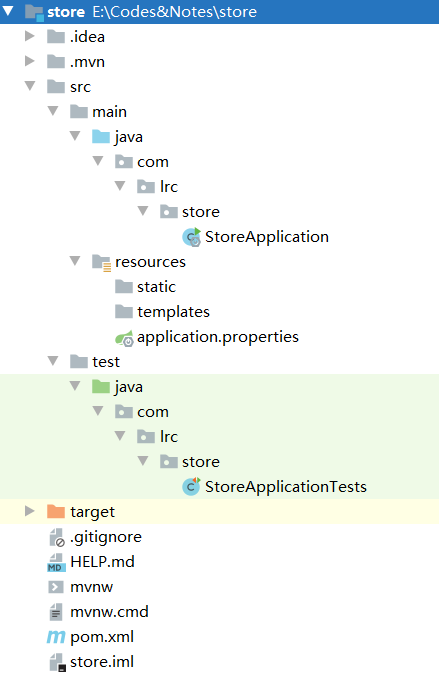 store E:\Codes&Notes\store
.idea
.mvn
src
main
java
com
lrc
store
StoreApplication
resources
static
templates
application.properties
test
java
com
lrc
store
StoreApplicationTests
target
.gitignore
HELP.md
mvnw
mvnw.cmd
pom.xml
store.iml